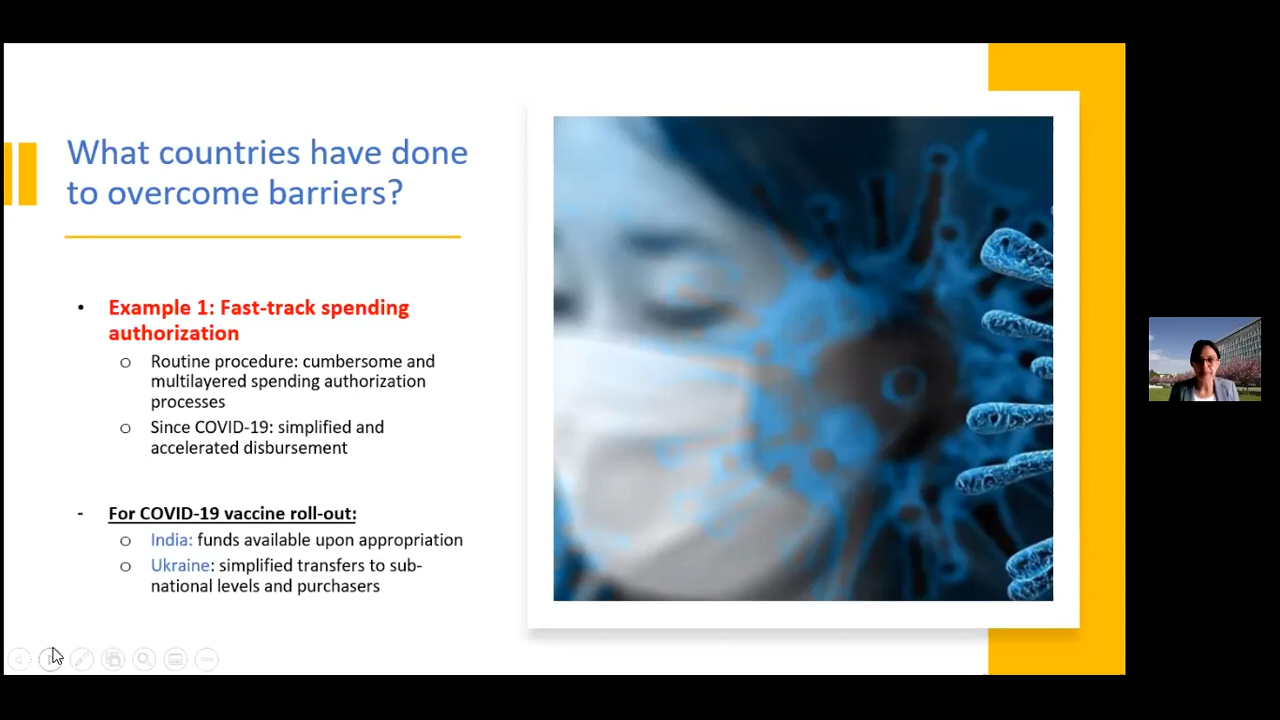 What countries have done
to overcome barriers?
• Example 1: Fast-track spending
authorization
o Routine procedure: cumbersome and
multilayered spending authorization
processes
o Since COVID-19: simplified and
accelerated disbursement
- For COVID-19 vaccine roll-out:
o India: funds available upon appropriation
o Ukraine: simplified transfers to sub-
national levels and purchasers